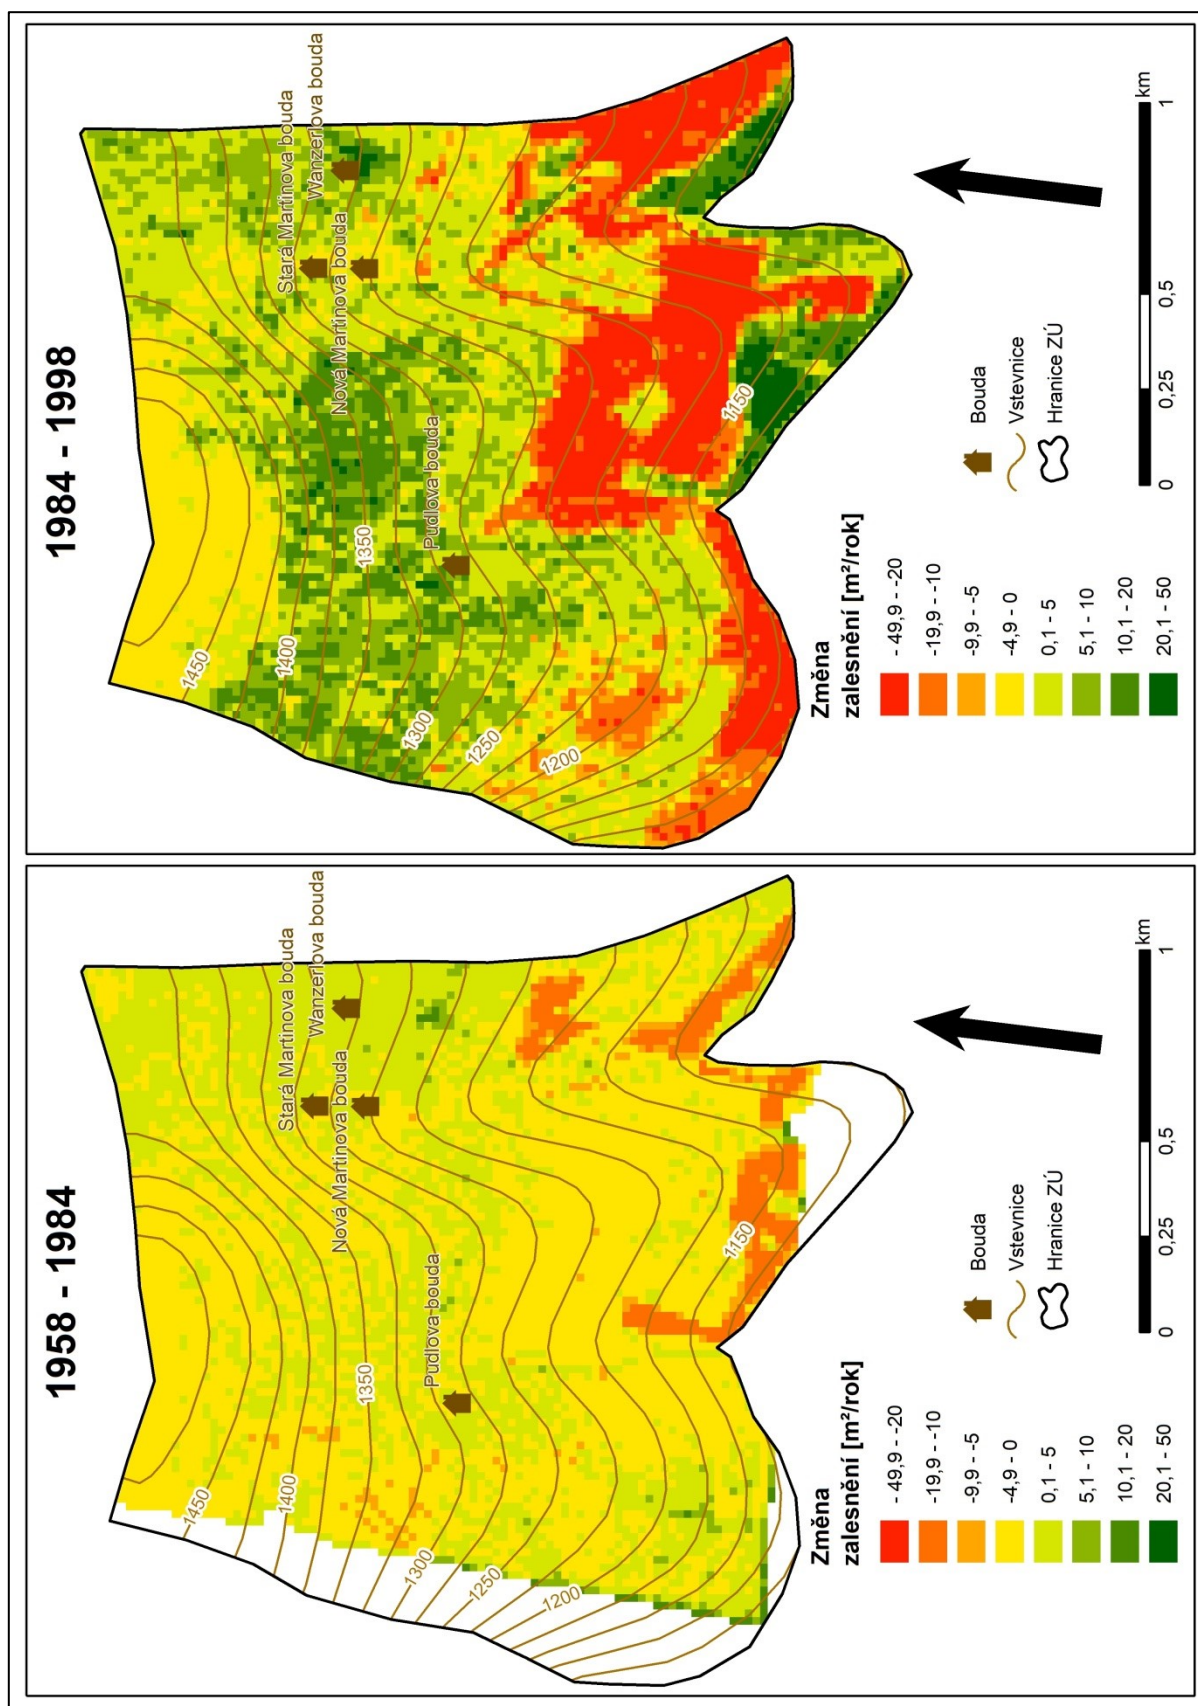 1958 - 1984
Stará Martinova bouda
Wanzerlova bouda
Nová Martinova bouda
Pudlova bouda
1450
1400
1350
1300
1250
1200
1150
Změna
zalesnění [m²/rok]
- 49,9 - -20
-19,9 - -10
-9,9 - -5
-4,9 - 0
0,1 - 5
5,1 - 10
10,1 - 20
20,1 - 50
Bouda
Vstevnice
Hranice ZÚ
0 0,25 0,5 1
km
1984 - 1998
Stará Martinova bouda
Wanzerlova bouda
Nová Martinova bouda
Pudlova bouda
1450
1400
1350
1300
1250
1200
1150
Změna
zalesnění [m²/rok]
- 49,9 - -20
-19,9 - -10
-9,9 - -5
-4,9 - 0
0,1 - 5
5,1 - 10
10,1 - 20
20,1 - 50
Bouda
Vstevnice
Hranice ZÚ
0 0,25 0,5 1
km